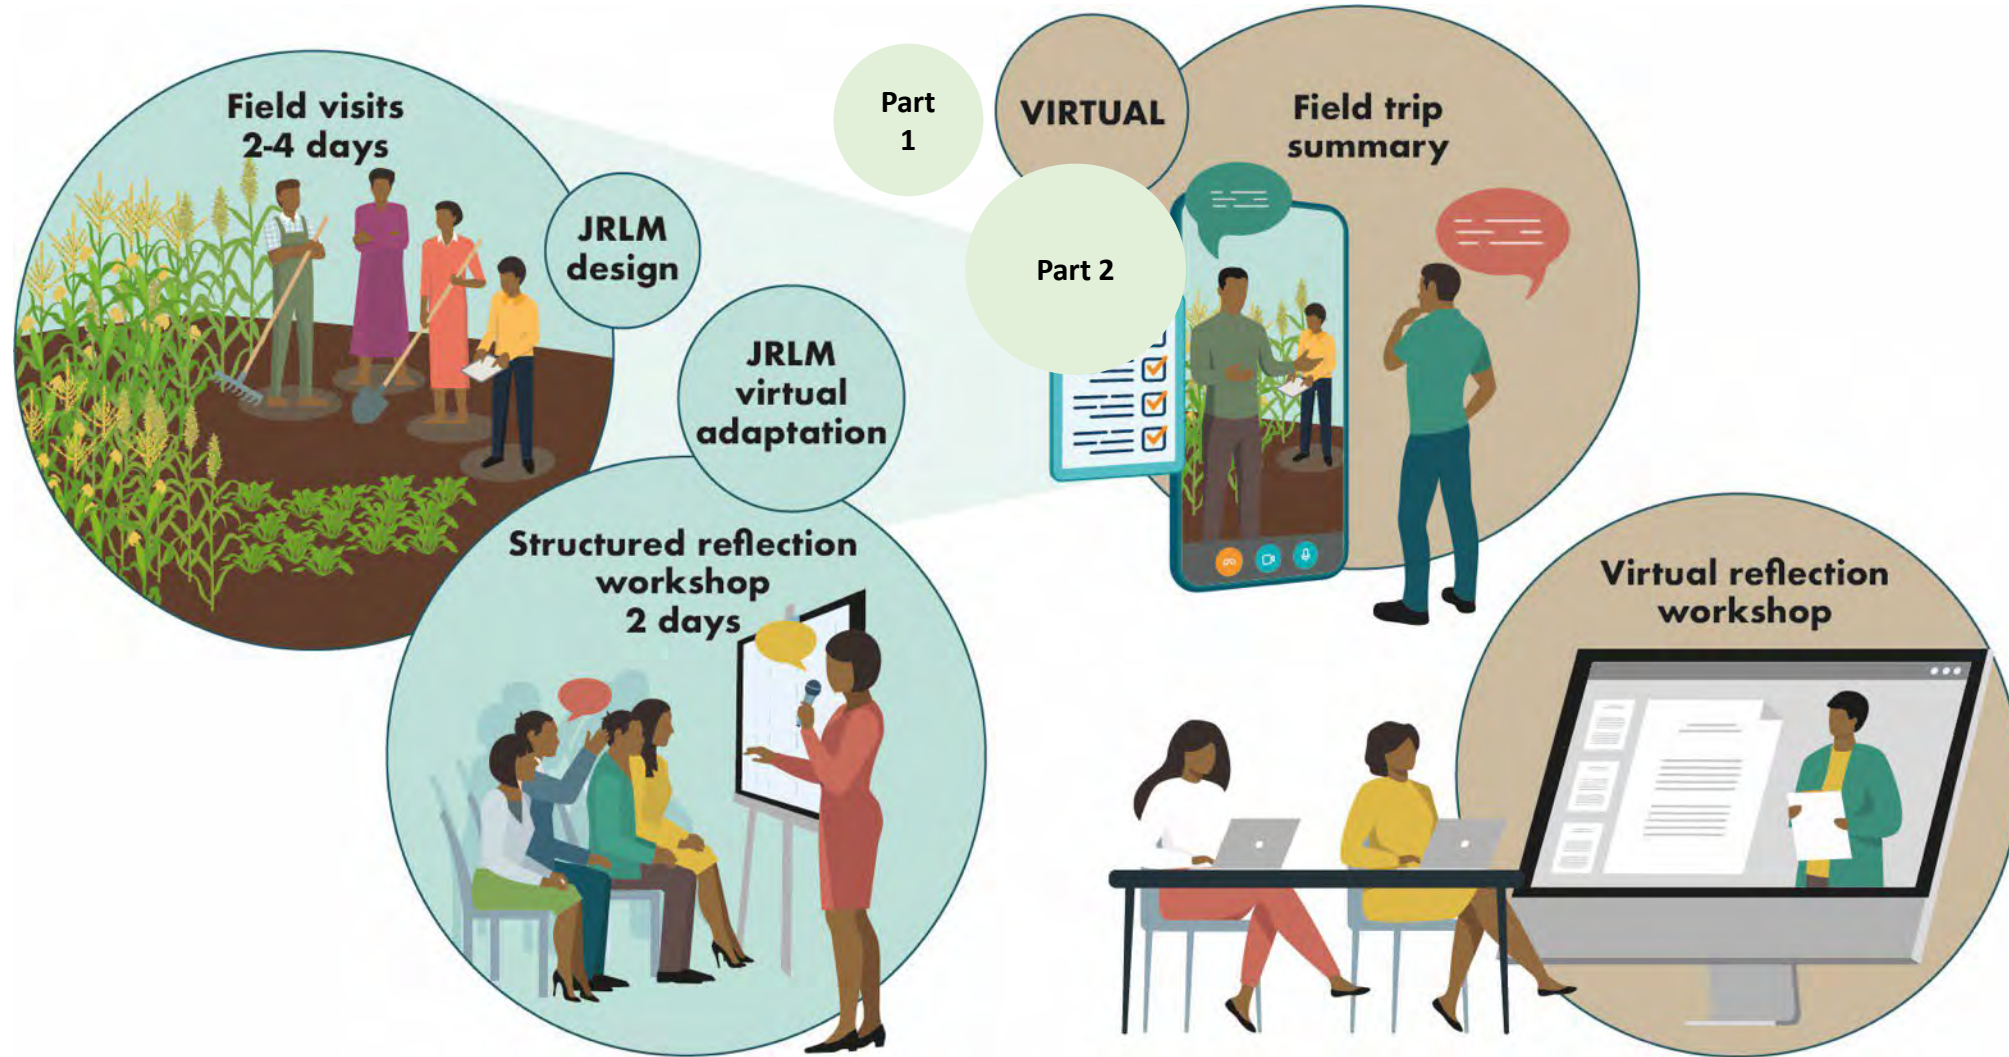 Field visits
2-4 days
JRLM
design
JRLM
virtual
adaptation
Structured reflection
workshop
2 days
Part
1
VIRTUAL
Part 2
Field trip
summary
Virtual reflection
workshop